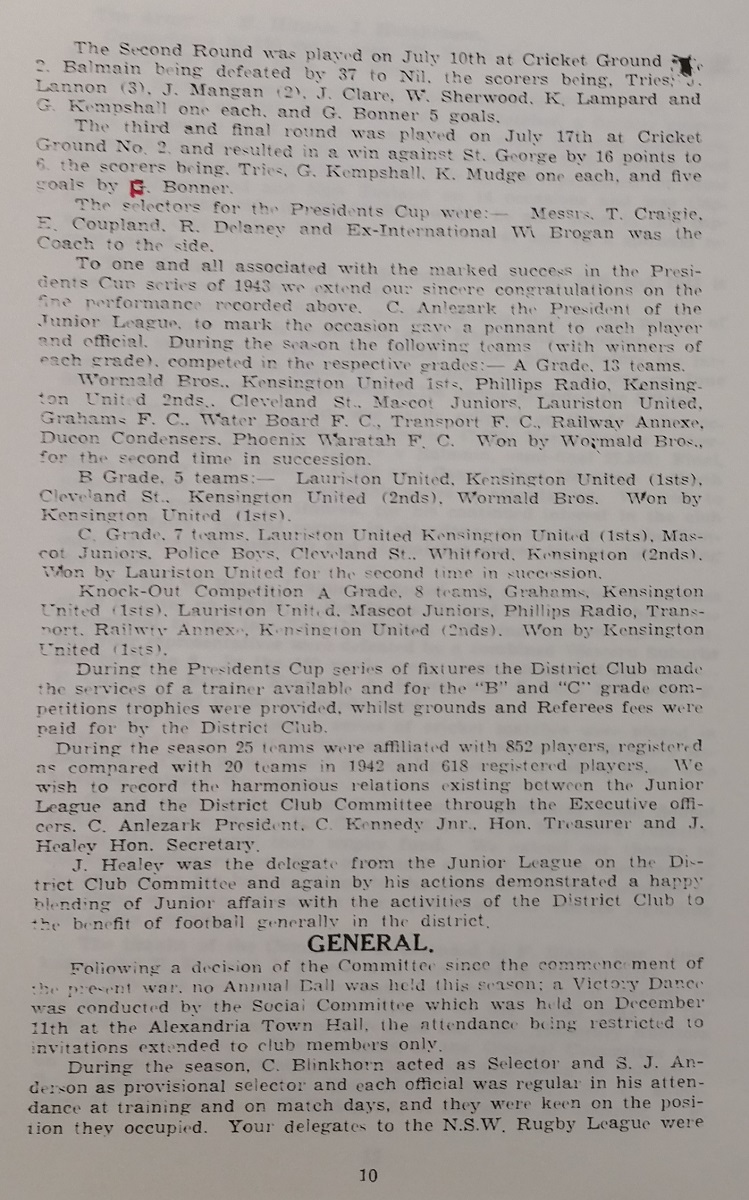 The Second Round was played on July 10th at Cricket Ground
2. Balmain being defeated by 37 to Nil, the scorers being, Tries; J.
Lannon (3), J. Mangan (2), J. Clare, W. Sherwood, K. Lampard and
G. Kempshall one each, and G. Bonner 5 goals.
The third and final round was played on July 17th at Cricket
Ground No. 2. and resulted in a win against St. George by 16 points to
6. the scorers being, Tries, G. Kempshall, K. Mudge one each, and five
goals by G. Bonner.
The selectors for the Presidents Cup were:— Messrs. T. Craigie,
E. Coupland, R. Delaney and Ex-International W. Brogan was the
Coach to the side.
To one and all associated with the marked success in the Presi-
dents Cup series of 1943 we extend our sincere congratulations on the
fine performance recorded above. C. Anlezark the President of the
Junior League, to mark the occasion gave a pennant to each player
and official. During the season the following teams (with winners of
each grade), competed in the respective grades:— A Grade, 13 teams.
Wormald Bros., Kensington United 1sts, Phillips Radio, Kensing-
ton United 2nds., Cleveland St., Mascot Juniors, Lauriston United,
Grahams F. C., Water Board F. C., Transport F. C., Railway Annexe,
Ducon Condensers, Phoenix Waratah F. C. Won by Wormald Bros.,
for the second time in succession.
B Grade, 5 teams:— Lauriston United, Kensington United (1sts),
Cleveland St., Kensington United (2nds), Wormald Bros. Won by
Kensington United (1sts).
C. Grade, 7 teams, Lauriston United Kensington United (1sts), Mas-
cot Juniors, Police Boys, Cleveland St., Whitford, Kensington (2nds).
Won by Lauriston United for the second time in succession.
Knock-Out Competition A Grade, 8 teams, Grahams, Kensington
United (1sts), Lauriston United, Mascot Juniors, Phillips Radio, Trans-
port, Railway Annexe, Kensington United (2nds). Won by Kensington
United (1sts).
During the Presidents Cup series of fixtures the District Club made
the services of a trainer available and for the "B" and "C" grade com-
petitions trophies were provided, whilst grounds and Referees fees were
paid for by the District Club.
During the season 25 teams were affiliated with 852 players, registered
as compared with 20 teams in 1942 and 618 registered players. We
wish to record the harmonious relations existing between the Junior
League and the District Club Committee through the Executive offi-
cers, C. Anlezark President, C. Kennedy Jnr., Hon. Treasurer and J.
Healey Hon. Secretary.
J. Healey was the delegate from the Junior League on the Dis-
trict Club Committee and again by his actions demonstrated a happy
blending of Junior affairs with the activities of the District Club to
the benefit of football generally in the district.
GENERAL.
Following a decision of the Committee since the commencement of
the present war, no Annual Ball was held this season; a Victory Dance
was conducted by the Social Committee which was held on December
11th at the Alexandria Town Hall, the attendance being restricted to
invitations extended to club members only.
During the season, C. Blinkhorn acted as Selector and S. J. An-
derson as provisional selector and each official was regular in his atten-
dance at training and on match days, and they were keen on the posi-
tion they occupied. Your delegates to the N.S.W. Rugby League were
10